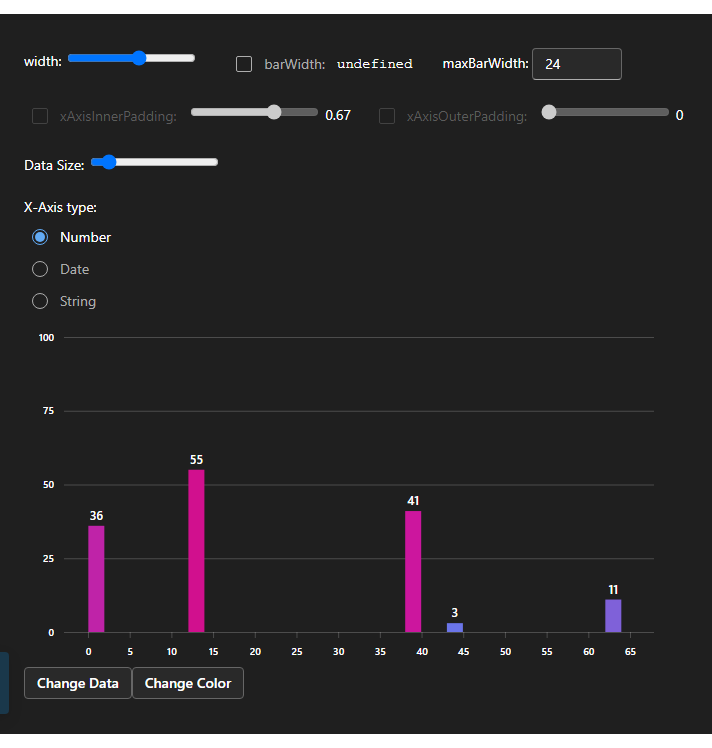 width: barWidth: undefined maxBarWidth: 24
xAxisInnerPadding: 0.67 xAxisOuterPadding: 0
Data Size:
X-Axis type:
Number
Date
String
100
75
55
50
41
36
25
11
3
0
0 5 10 15 20 25 30 35 40 45 50 55 60 65
Change Data Change Color